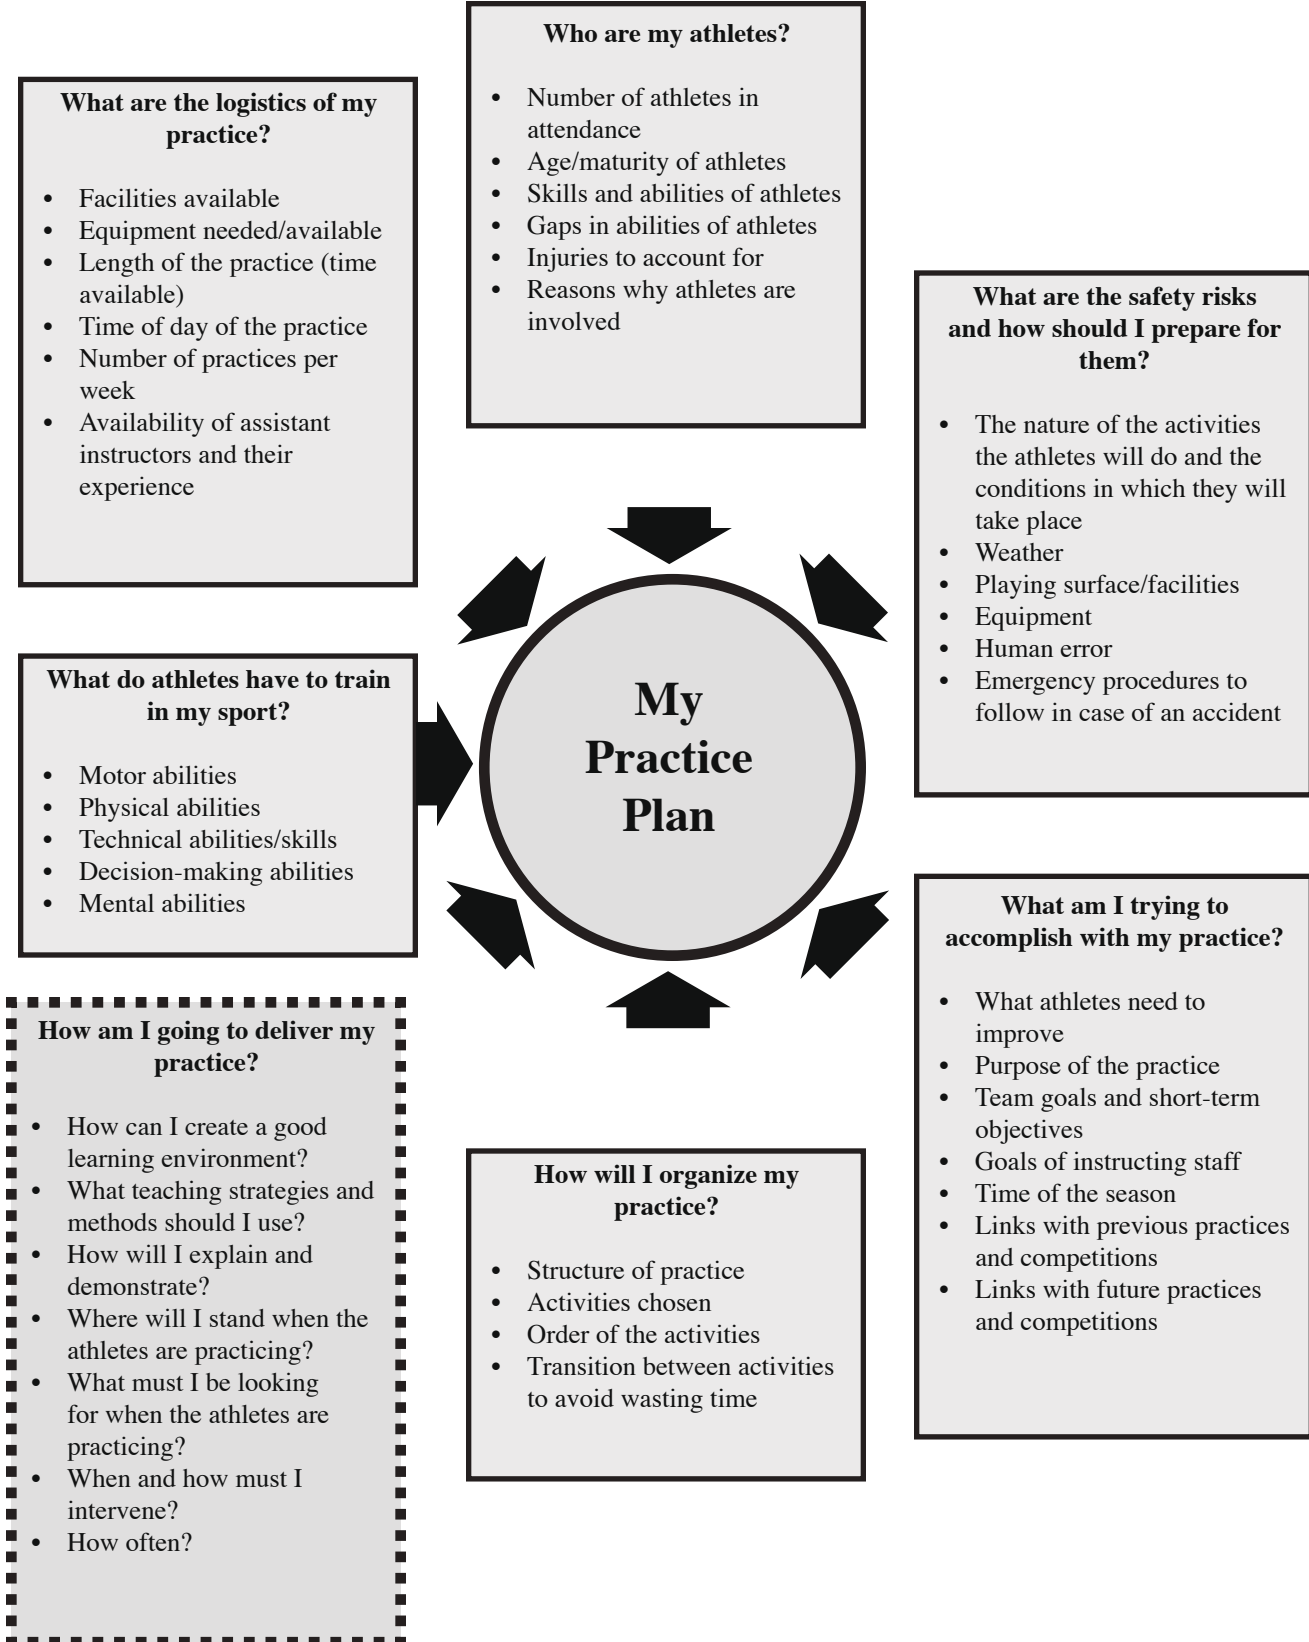 Who are my athletes?
• Number of athletes in
attendance
• Age/maturity of athletes
• Skills and abilities of athletes
• Gaps in abilities of athletes
• Injuries to account for
• Reasons why athletes are
involved
What are the logistics of my
practice?
• Facilities available
• Equipment needed/available
• Length of the practice (time
available)
• Time of day of the practice
• Number of practices per
week
• Availability of assistant
instructors and their
experience
What are the safety risks
and how should I prepare for
them?
• The nature of the activities
the athletes will do and the
conditions in which they will
take place
• Weather
• Playing surface/facilities
• Equipment
• Human error
• Emergency procedures to
follow in case of an accident
What do athletes have to train
in my sport?
• Motor abilities
• Physical abilities
• Technical abilities/skills
• Decision-making abilities
• Mental abilities
My
Practice
Plan
What am I trying to
accomplish with my practice?
• What athletes need to
improve
• Purpose of the practice
• Team goals and short-term
objectives
• Goals of instructing staff
• Time of the season
• Links with previous practices
and competitions
• Links with future practices
and competitions
How am I going to deliver my
practice?
• How can I create a good
learning environment?
• What teaching strategies and
methods should I use?
• How will I explain and
demonstrate?
• Where will I stand when the
athletes are practicing?
• What must I be looking
for when the athletes are
practicing?
• When and how must I
intervene?
• How often?
How will I organize my
practice?
• Structure of practice
• Activities chosen
• Order of the activities
• Transition between activities
to avoid wasting time